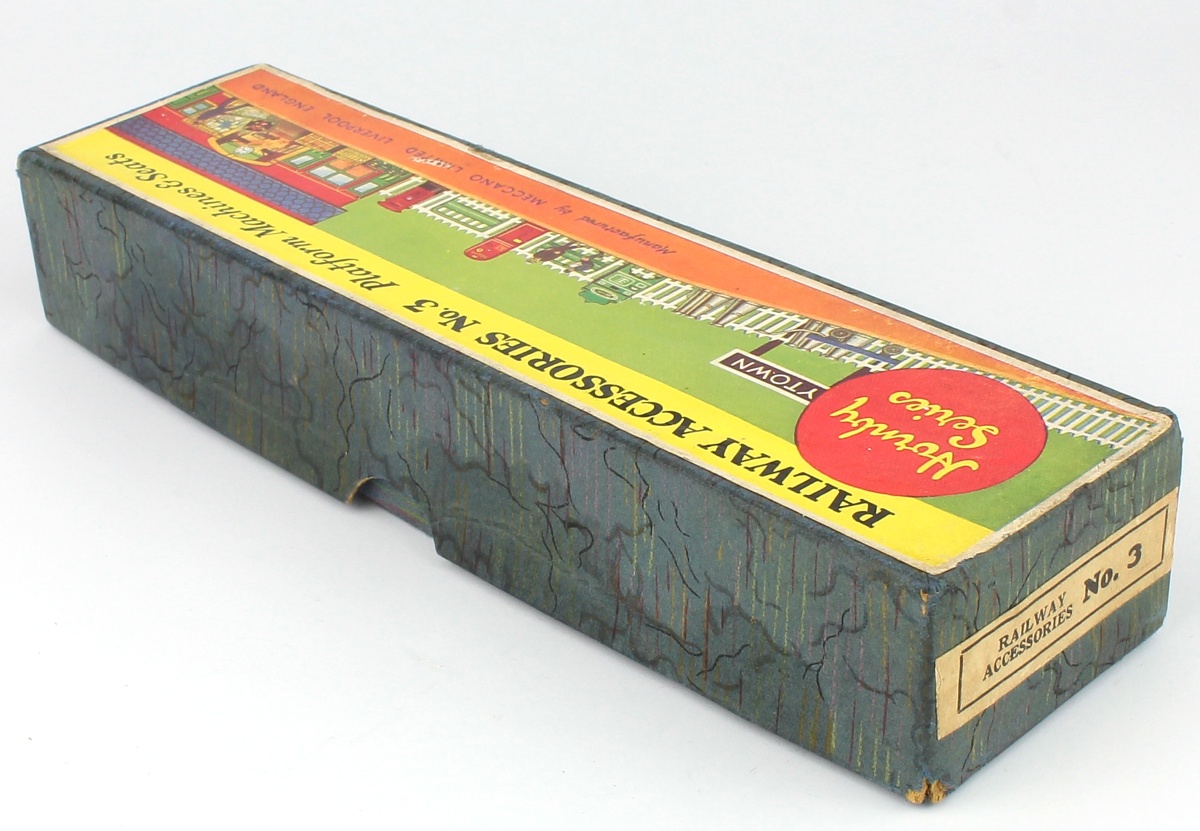 Manufactured by MECCANO LIMITED LIVERPOOL ENGLAND
YTOWN
Hornby
Series
RAILWAY ACCESSORIES No. 3 Platform Machines & Seats
RAILWAY
ACCESSORIES
No. 3